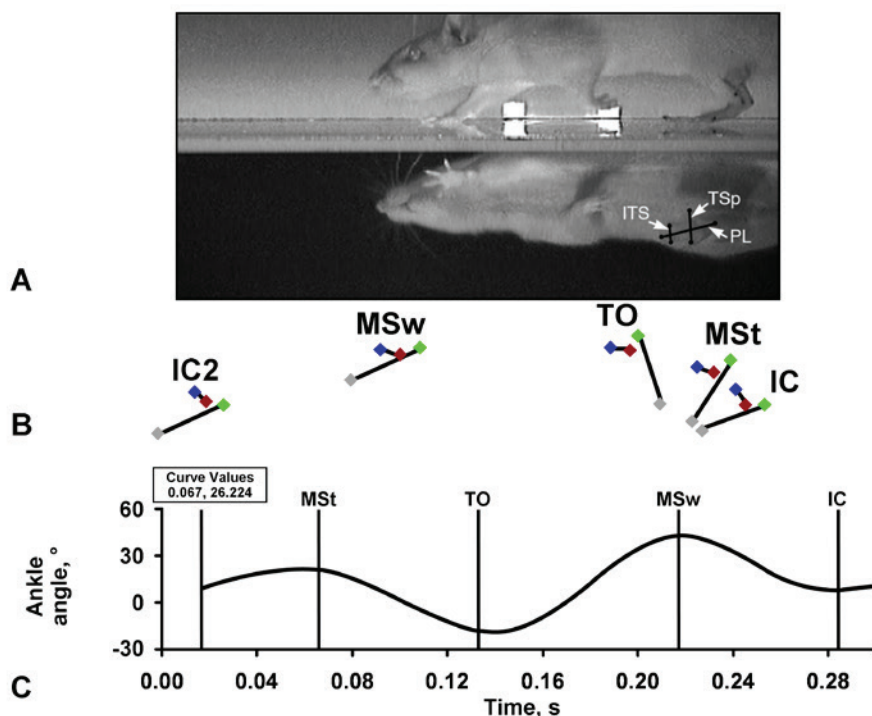 TSp
ITS
PL
A
MSw
TO
MSt
IC2
IC
B
Curve Values
0.067, 26.224
MSt
TO
MSw
IC
60
30
0
-30
Ankle
angle, °
C
0.00 0.04 0.08 0.12 0.16 0.20 0.24 0.28
Time, s